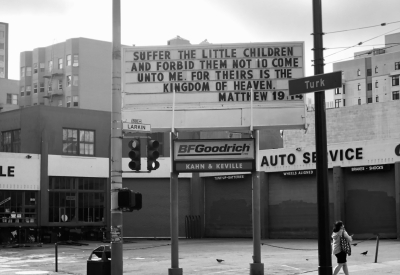 SUFFER THE LITTLE CHILDREN
AND FORBID THEM NOT TO COME
UNTO ME. FOR THEIRS IS THE
KINGDOM OF HEAVEN.
MATTHEW 19.
Turk
LARKIN
BFGoodrich
KAHN & KEVILLE
AUTO SERVICE
LE